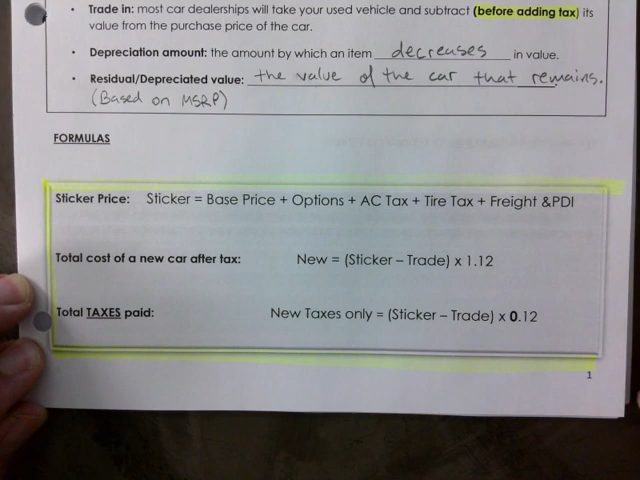 • Trade in: most car dealerships will take your used vehicle and subtract (before adding tax) its
value from the purchase price of the car.
• Depreciation amount: the amount by which an item decreases in value.
• Residual/Depreciated value: the value of the car that remains.
(Based on MSRP)
FORMULAS
Sticker Price: Sticker = Base Price + Options + AC Tax + Tire Tax + Freight &PDI
Total cost of a new car after tax: New = (Sticker – Trade) x 1.12
Total TAXES paid: New Taxes only = (Sticker – Trade) x 0.12
1